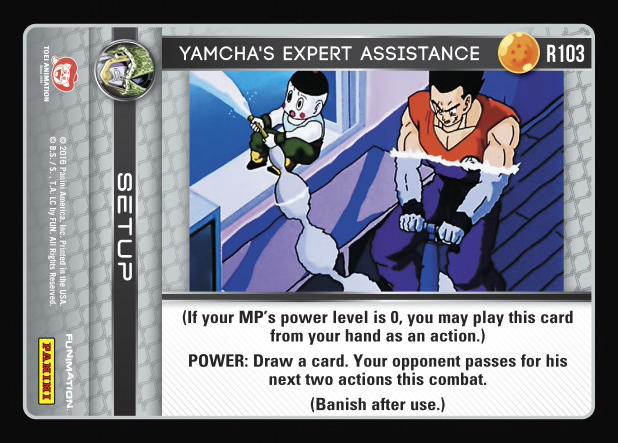 YAMCHA'S EXPERT ASSISTANCE
R103
SETUP
(If your MP's power level is 0, you may play this card
from your hand as an action.)
POWER: Draw a card. Your opponent passes for his
next two actions this combat.
(Banish after use.)
TOEI ANIMATION
© 2016 Panini America, Inc. Printed in the USA.
© B.S./ S., T.A. LC by FUN. All Rights Reserved.
FUNIMATION
PANINI